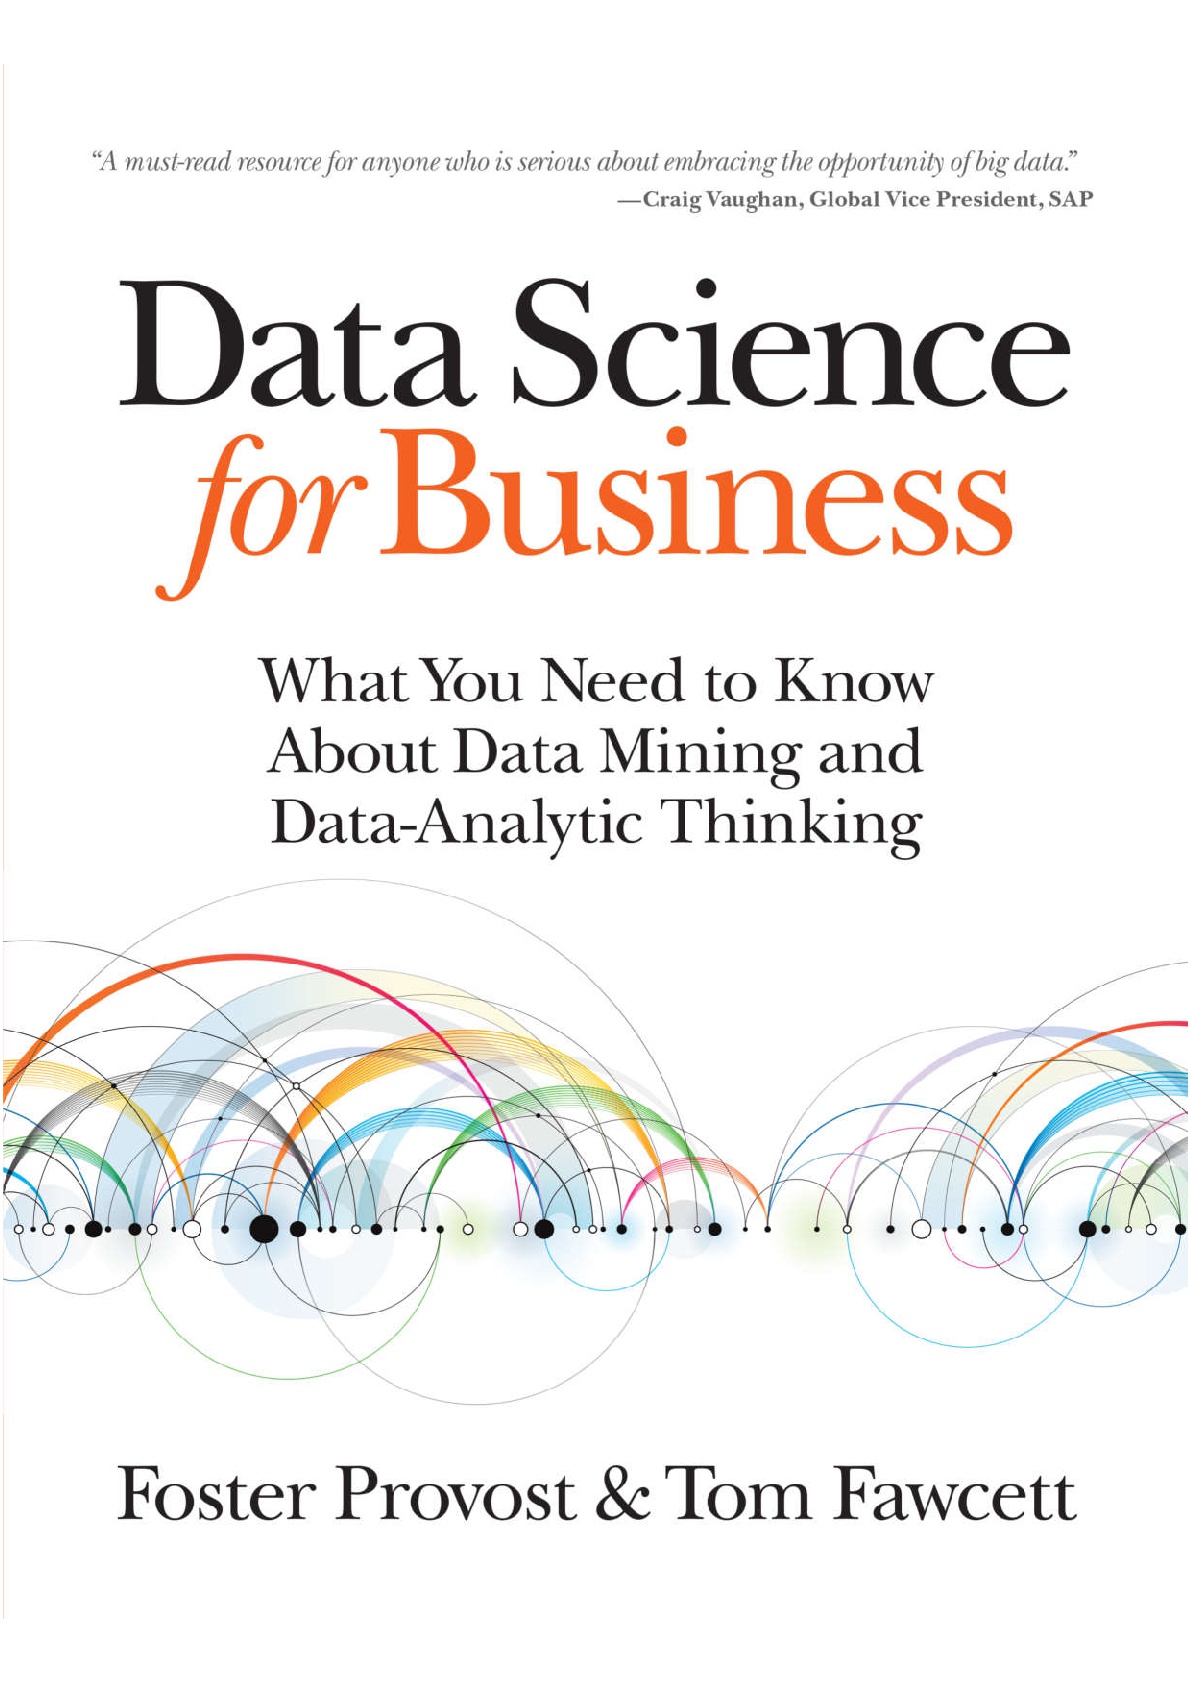 “A must-read resource for anyone who is serious about embracing the opportunity of big data.”
—Craig Vaughan, Global Vice President, SAP
Data Science
for Business
What You Need to Know
About Data Mining and
Data-Analytic Thinking
Foster Provost & Tom Fawcett